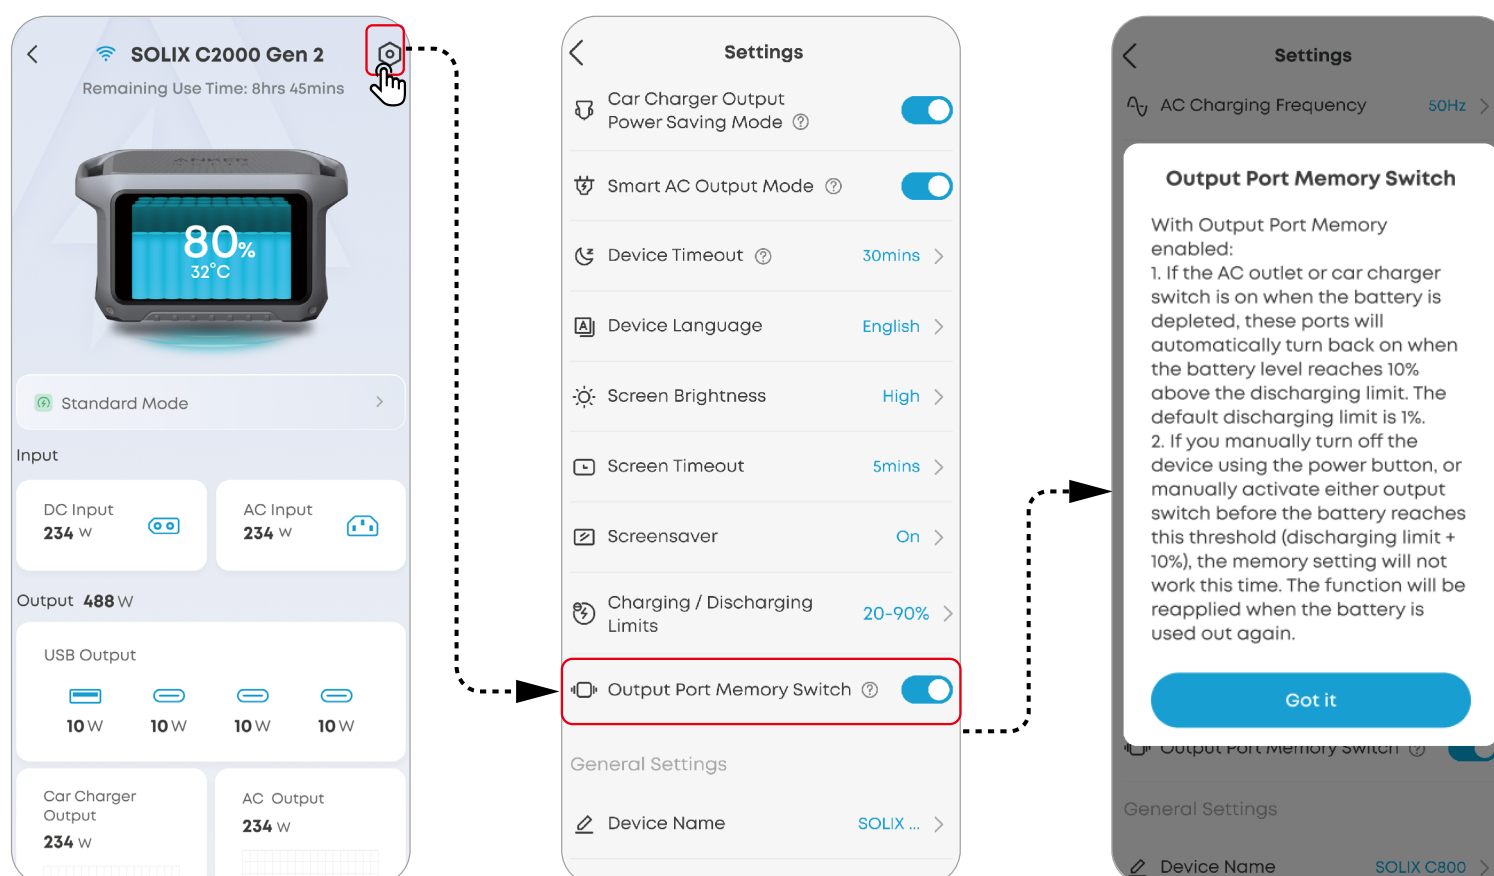 SOLIX C2000 Gen 2
Remaining Use Time: 8hrs 45mins
ANKER
80%
32°C
Standard Mode
Input
DC Input
234 W
AC Input
234 W
Output 488 W
USB Output
10 W
10 W
10 W
10 W
Car Charger
Output
234 W
AC Output
234 W
Settings
Car Charger Output
Power Saving Mode ?
Smart AC Output Mode ?
Device Timeout ? 30mins
Device Language English
Screen Brightness High
Screen Timeout 5mins
Screensaver On
Charging / Discharging
Limits 20-90%
Output Port Memory Switch ?
General Settings
Device Name SOLIX ...
Settings
AC Charging Frequency 50Hz
Output Port Memory Switch
With Output Port Memory
enabled:
1. If the AC outlet or car charger
switch is on when the battery is
depleted, these ports will
automatically turn back on when
the battery level reaches 10%
above the discharging limit. The
default discharging limit is 1%.
2. If you manually turn off the
device using the power button, or
manually activate either output
switch before the battery reaches
this threshold (discharging limit +
10%), the memory setting will not
work this time. The function will be
reapplied when the battery is
used out again.
Got it
Output Port Memory Switch ?
General Settings
Device Name SOLIX C800